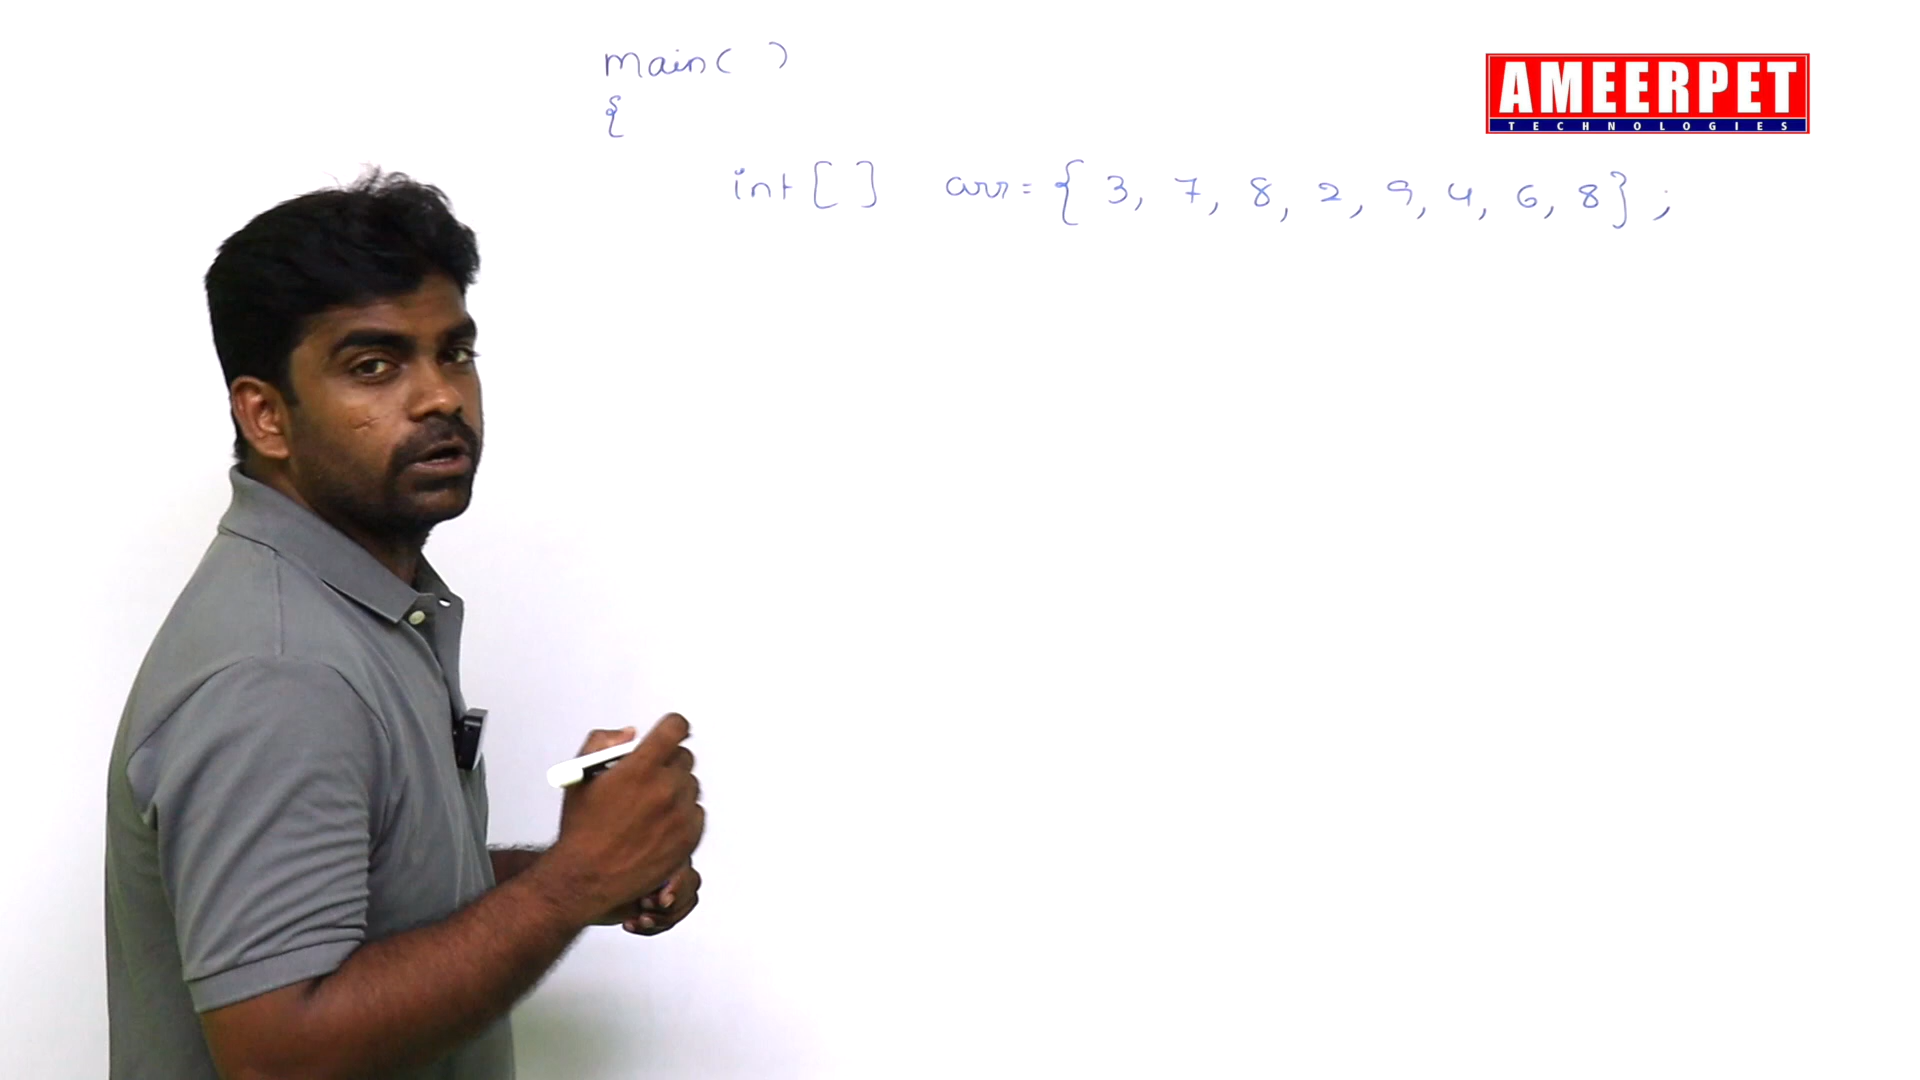 main( )
AMEERPET
TECHNOLOGIES
{
int[ ] arr = { 3, 7, 8, 2, 9, 4, 6, 8} ;